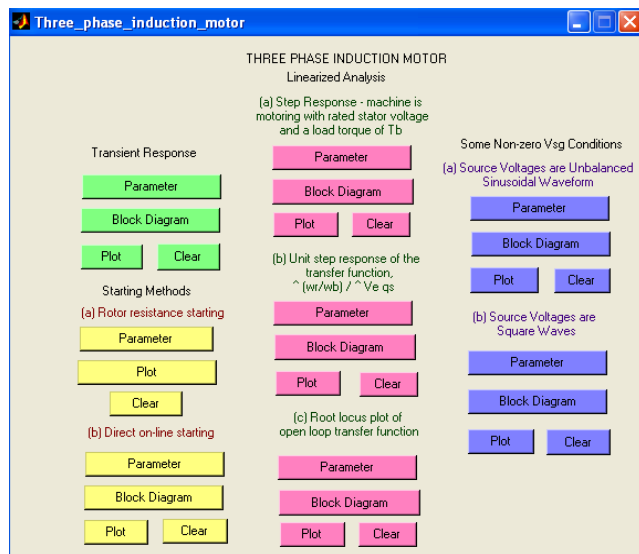 Three_phase_induction_motor
THREE PHASE INDUCTION MOTOR
Linearized Analysis
Transient Response
Parameter
Block Diagram
Plot
Clear
Starting Methods
(a) Rotor resistance starting
Parameter
Plot
Clear
(b) Direct on-line starting
Parameter
Block Diagram
Plot
Clear
(a) Step Response - machine is
motoring with rated stator voltage
and a load torque of Tb
Parameter
Block Diagram
Plot
Clear
(b) Unit step response of the
transfer function,
^ (wr/wb) / ^ Ve qs
Parameter
Block Diagram
Plot
Clear
(c) Root locus plot of
open loop transfer function
Parameter
Block Diagram
Plot
Clear
Some Non-zero Vsg Conditions
(a) Source Voltages are Unbalanced
Sinusoidal Waveform
Parameter
Block Diagram
Plot
Clear
(b) Source Voltages are
Square Waves
Parameter
Block Diagram
Plot
Clear